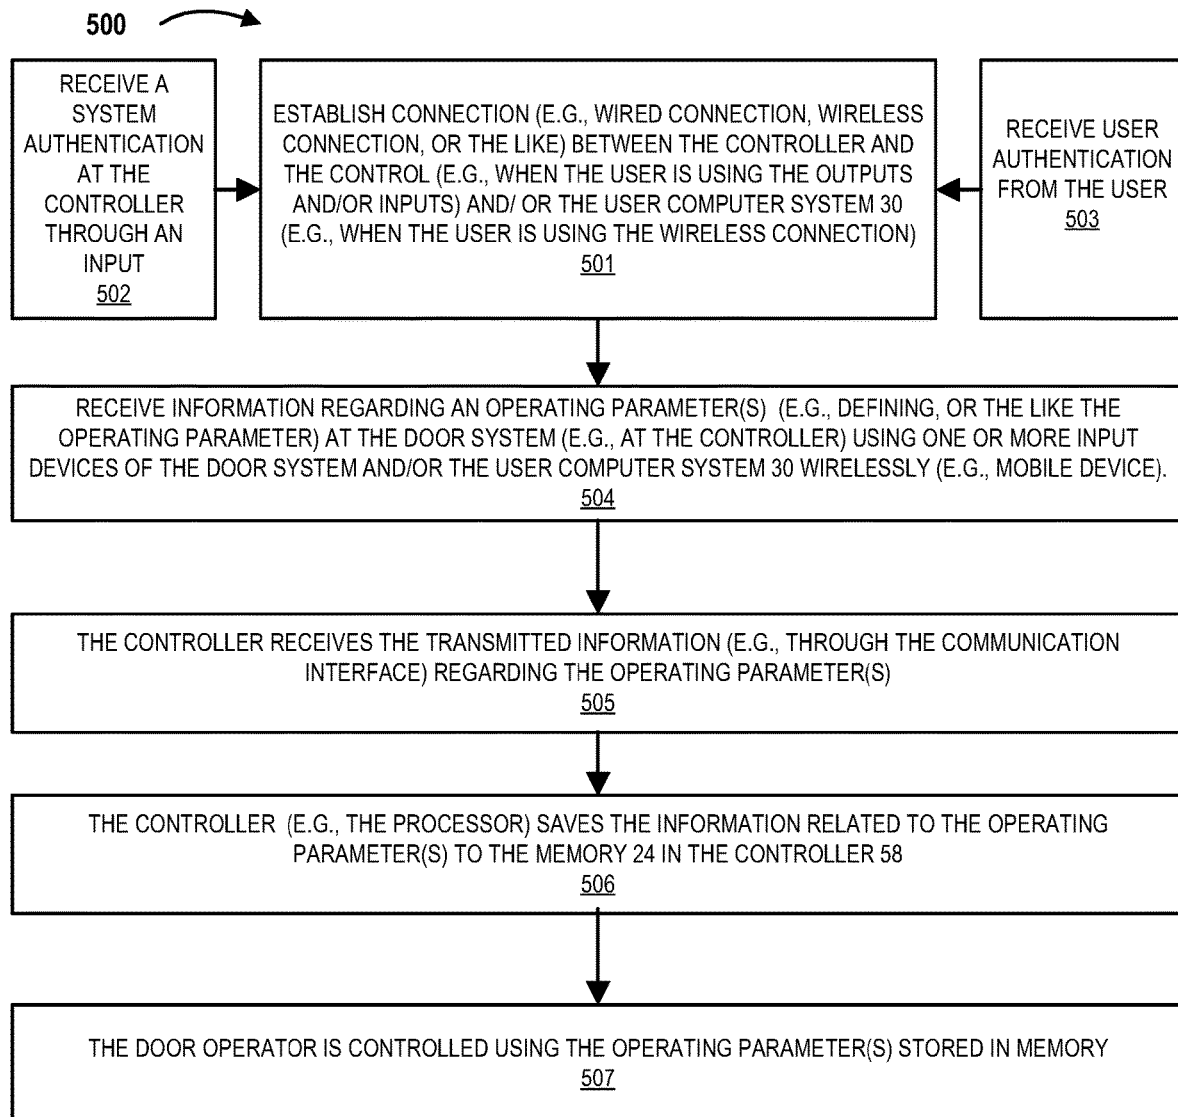 500
RECEIVE A
SYSTEM
AUTHENTICATION
AT THE
CONTROLLER
THROUGH AN
INPUT
502
ESTABLISH CONNECTION (E.G., WIRED CONNECTION, WIRELESS
CONNECTION, OR THE LIKE) BETWEEN THE CONTROLLER AND
THE CONTROL (E.G., WHEN THE USER IS USING THE OUTPUTS
AND/OR INPUTS) AND/ OR THE USER COMPUTER SYSTEM 30
(E.G., WHEN THE USER IS USING THE WIRELESS CONNECTION)
501
RECEIVE USER
AUTHENTICATION
FROM THE USER
503
RECEIVE INFORMATION REGARDING AN OPERATING PARAMETER(S) (E.G., DEFINING, OR THE LIKE THE
OPERATING PARAMETER) AT THE DOOR SYSTEM (E.G., AT THE CONTROLLER) USING ONE OR MORE INPUT
DEVICES OF THE DOOR SYSTEM AND/OR THE USER COMPUTER SYSTEM 30 WIRELESSLY (E.G., MOBILE DEVICE).
504
THE CONTROLLER RECEIVES THE TRANSMITTED INFORMATION (E.G., THROUGH THE COMMUNICATION
INTERFACE) REGARDING THE OPERATING PARAMETER(S)
505
THE CONTROLLER (E.G., THE PROCESSOR) SAVES THE INFORMATION RELATED TO THE OPERATING
PARAMETER(S) TO THE MEMORY 24 IN THE CONTROLLER 58
506
THE DOOR OPERATOR IS CONTROLLED USING THE OPERATING PARAMETER(S) STORED IN MEMORY
507